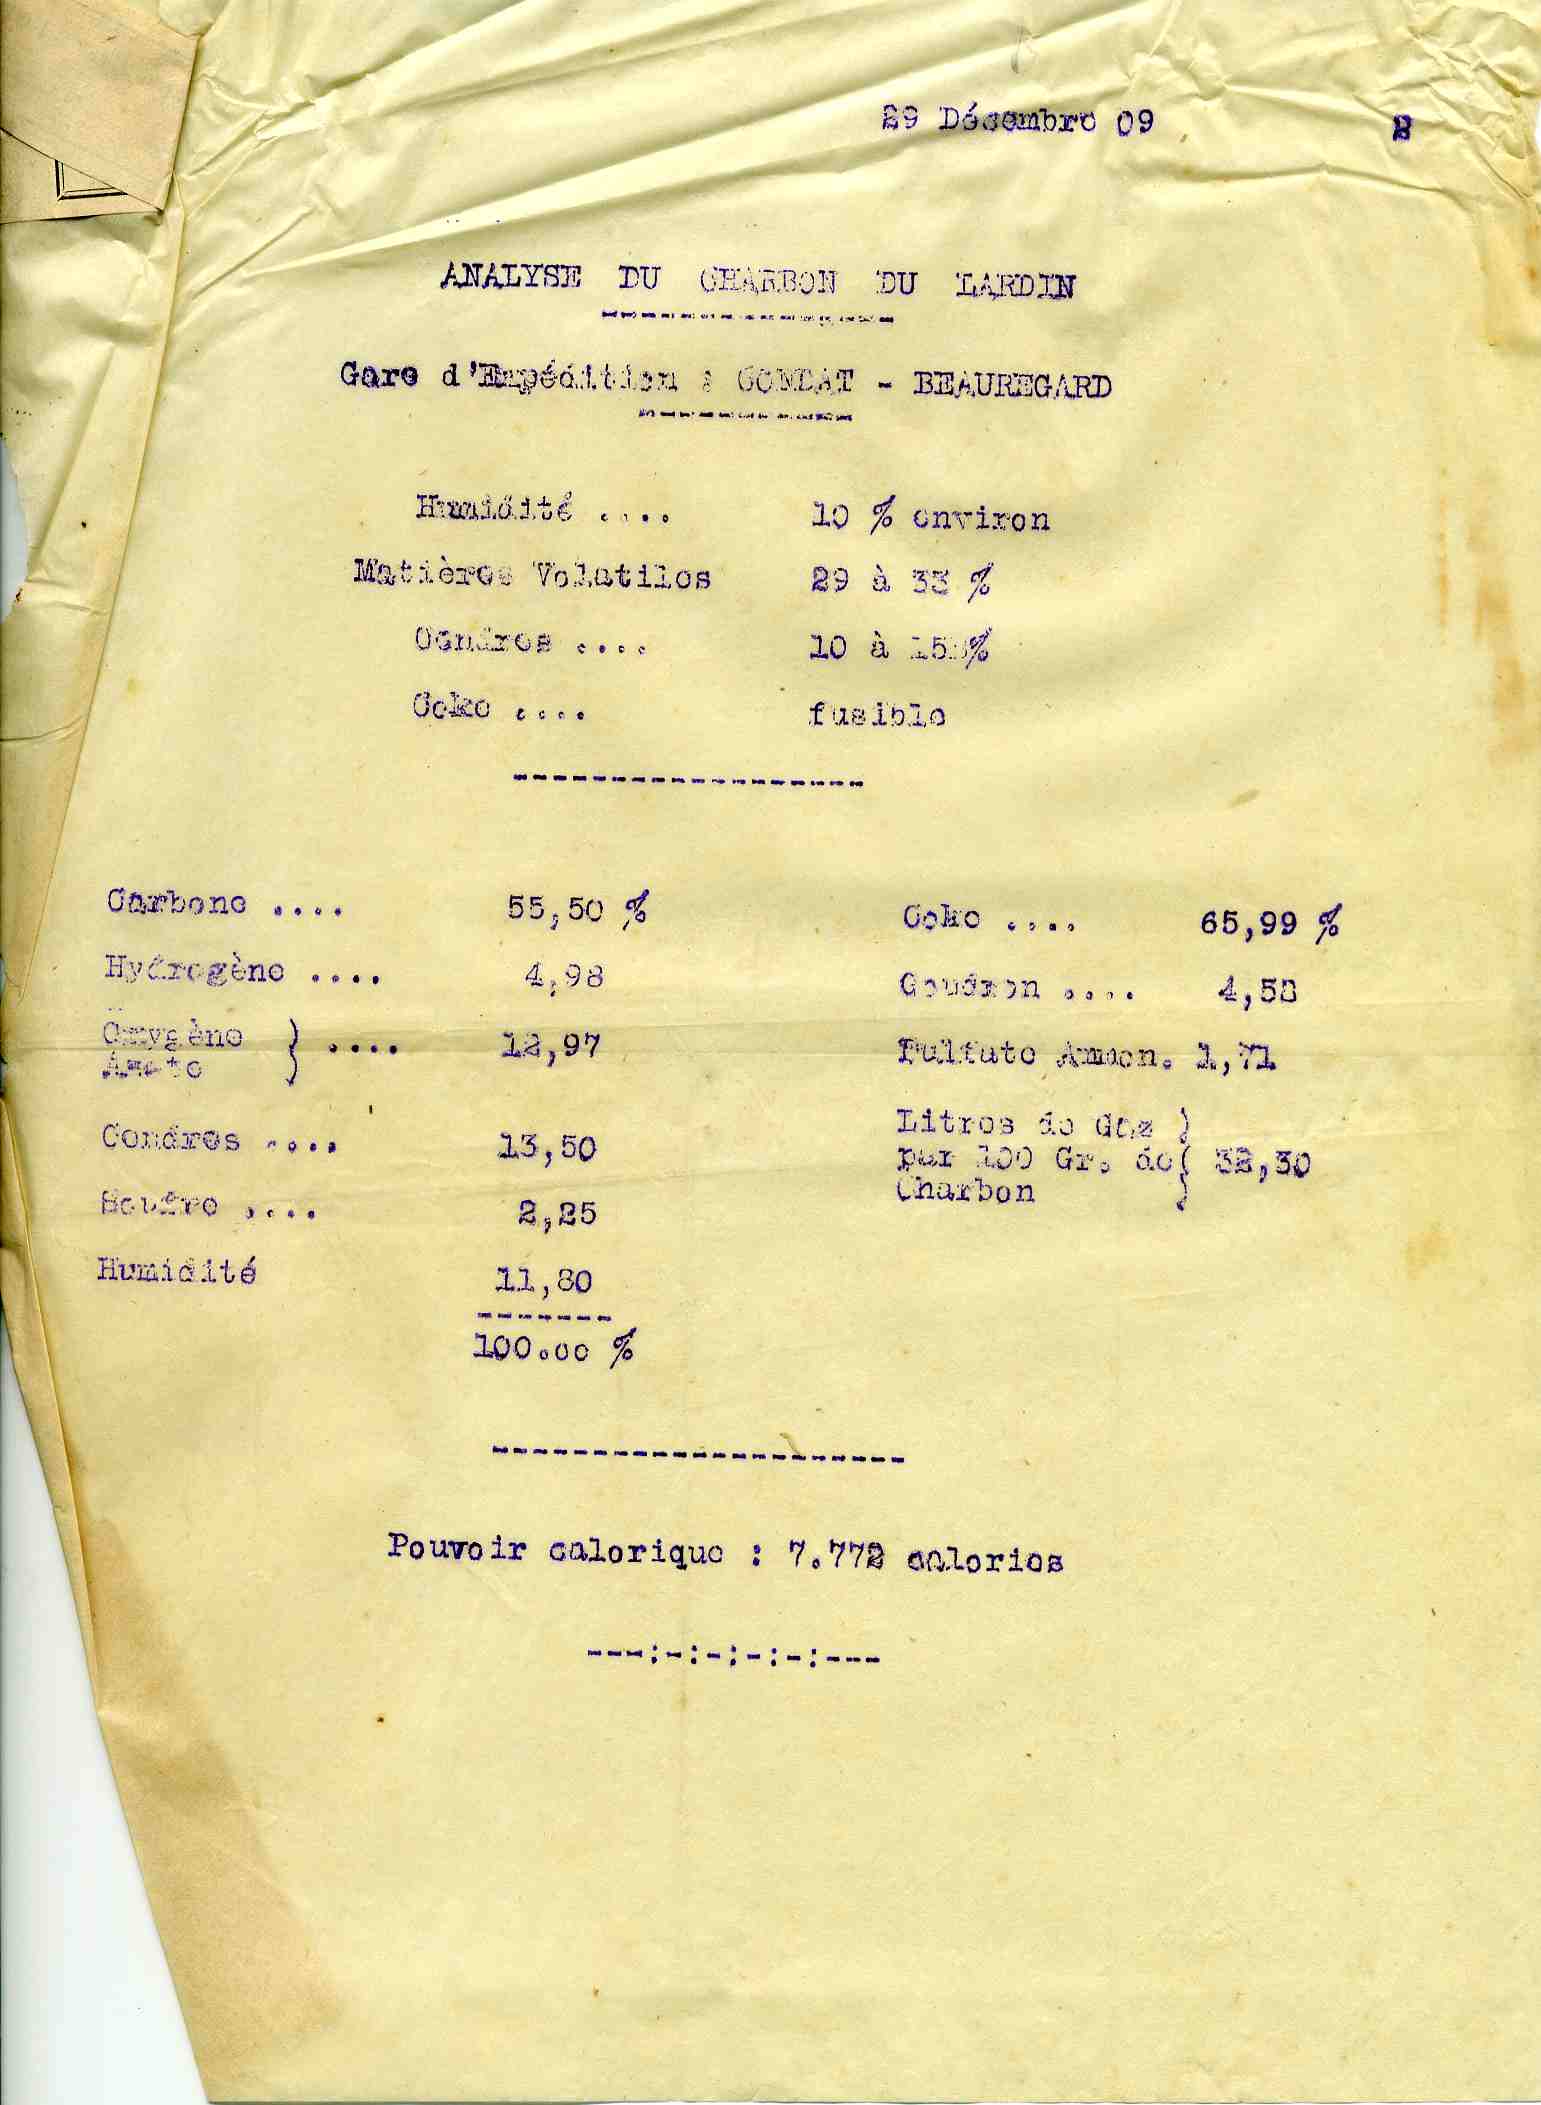 29 Décembre 09 2
ANALYSE DU CHARBON DU LARDIN
Gare d'Expédition : CONDAT - BEAUREGARD
Humidité .... 10 % environ
Matières Volatiles 29 à 33 %
Cendres .... 10 à 15 %
Coke .... fusible
Carbone .... 55,50 %
Hydrogène .... 4,98
Oxygène
Azote } .... 12,97
Cendres .... 13,50
Soufre .... 2,25
Humidité 11,80
100.00 %
Coke .... 65,99 %
Goudron .... 4,58
Sulfate Ammon. 1,71
Litres de Gaz )
par 100 Gr. de ( 32,30
Charbon )
Pouvoir calorique : 7.772 calories
---:-:-:-:-:---